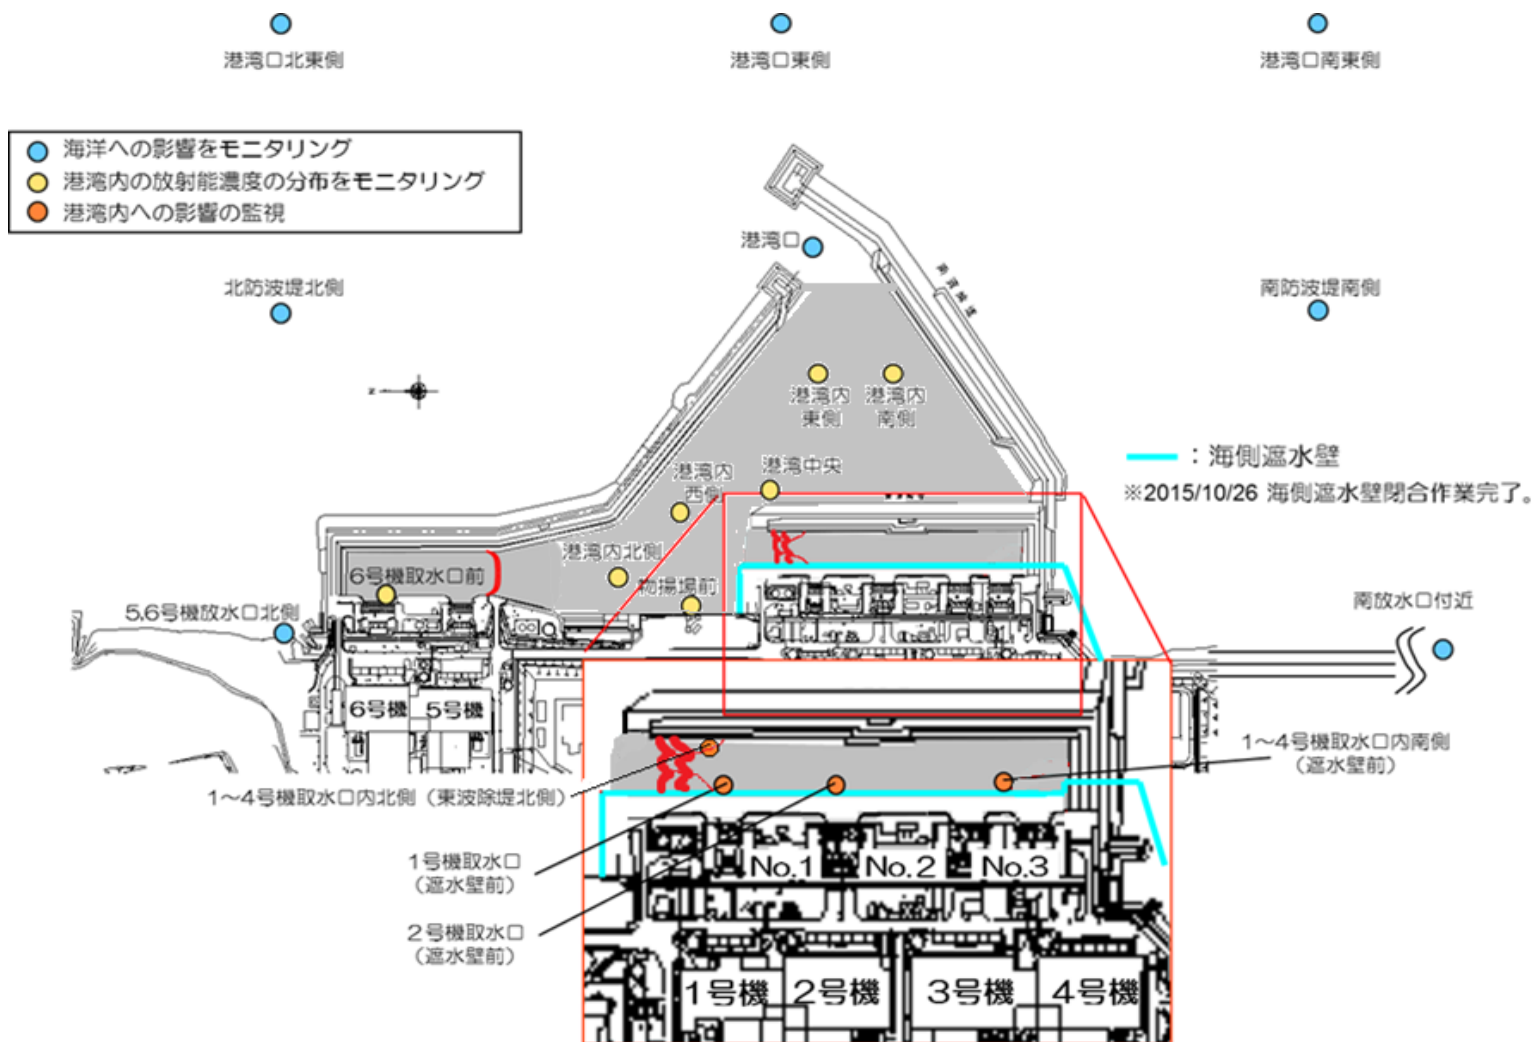 港湾口北東側
港湾口東側
港湾口南東側
海洋への影響をモニタリング
港湾内の放射能濃度の分布をモニタリング
港湾内への影響の監視
港湾口
北防波堤北側
南防波堤南側
N
港湾内
東側
港湾内
南側
：海側遮水壁
※2015/10/26 海側遮水壁閉合作業完了。
港湾内
西側
港湾中央
港湾内北側
物揚場前
6号機取水口前
5,6号機放水口北側
南放水口付近
6号機
5号機
1～4号機取水口内南側
（遮水壁前）
1～4号機取水口内北側（東波除堤北側）
1号機取水口
（遮水壁前）
2号機取水口
（遮水壁前）
No.1
No.2
No.3
1号機
2号機
3号機
4号機